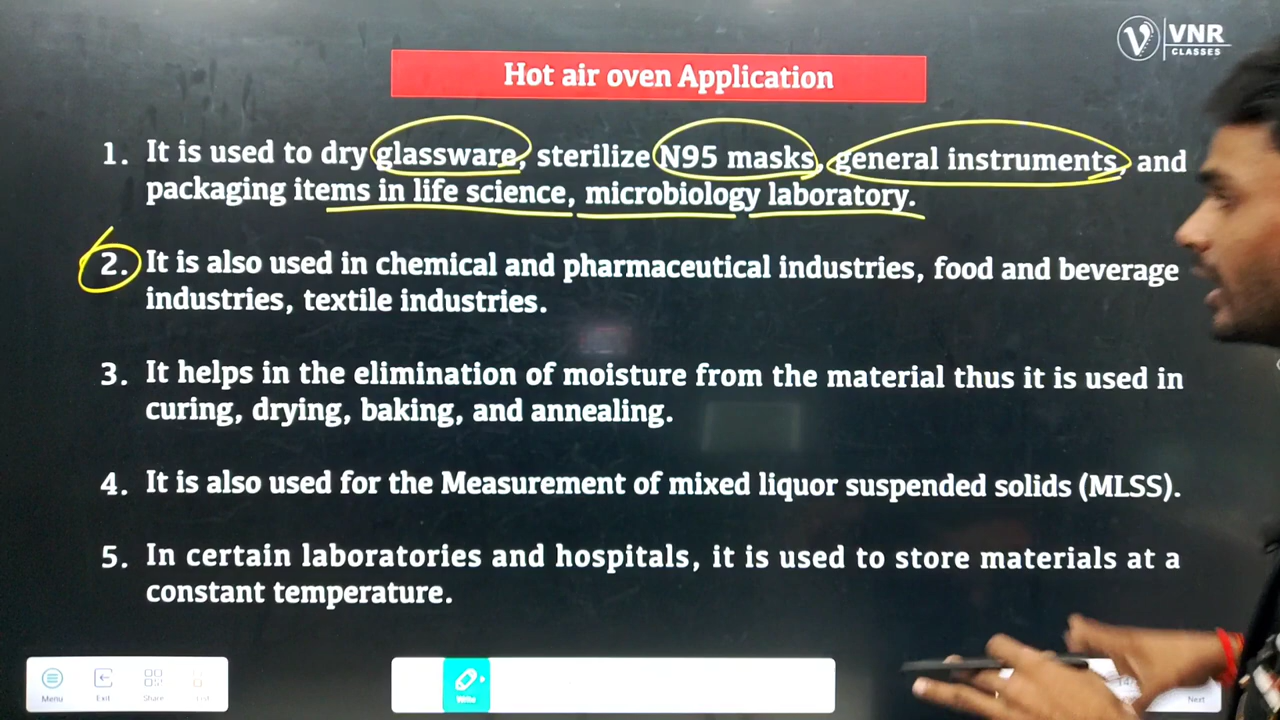 VNR
CLASSES
Hot air oven Application
1. It is used to dry glassware, sterilize N95 masks, general instruments, and
packaging items in life science, microbiology laboratory.
2. It is also used in chemical and pharmaceutical industries, food and beverage
industries, textile industries.
3. It helps in the elimination of moisture from the material thus it is used in
curing, drying, baking, and annealing.
4. It is also used for the Measurement of mixed liquor suspended solids (MLSS).
5. In certain laboratories and hospitals, it is used to store materials at a
constant temperature.
Menu Exit Share Write Next